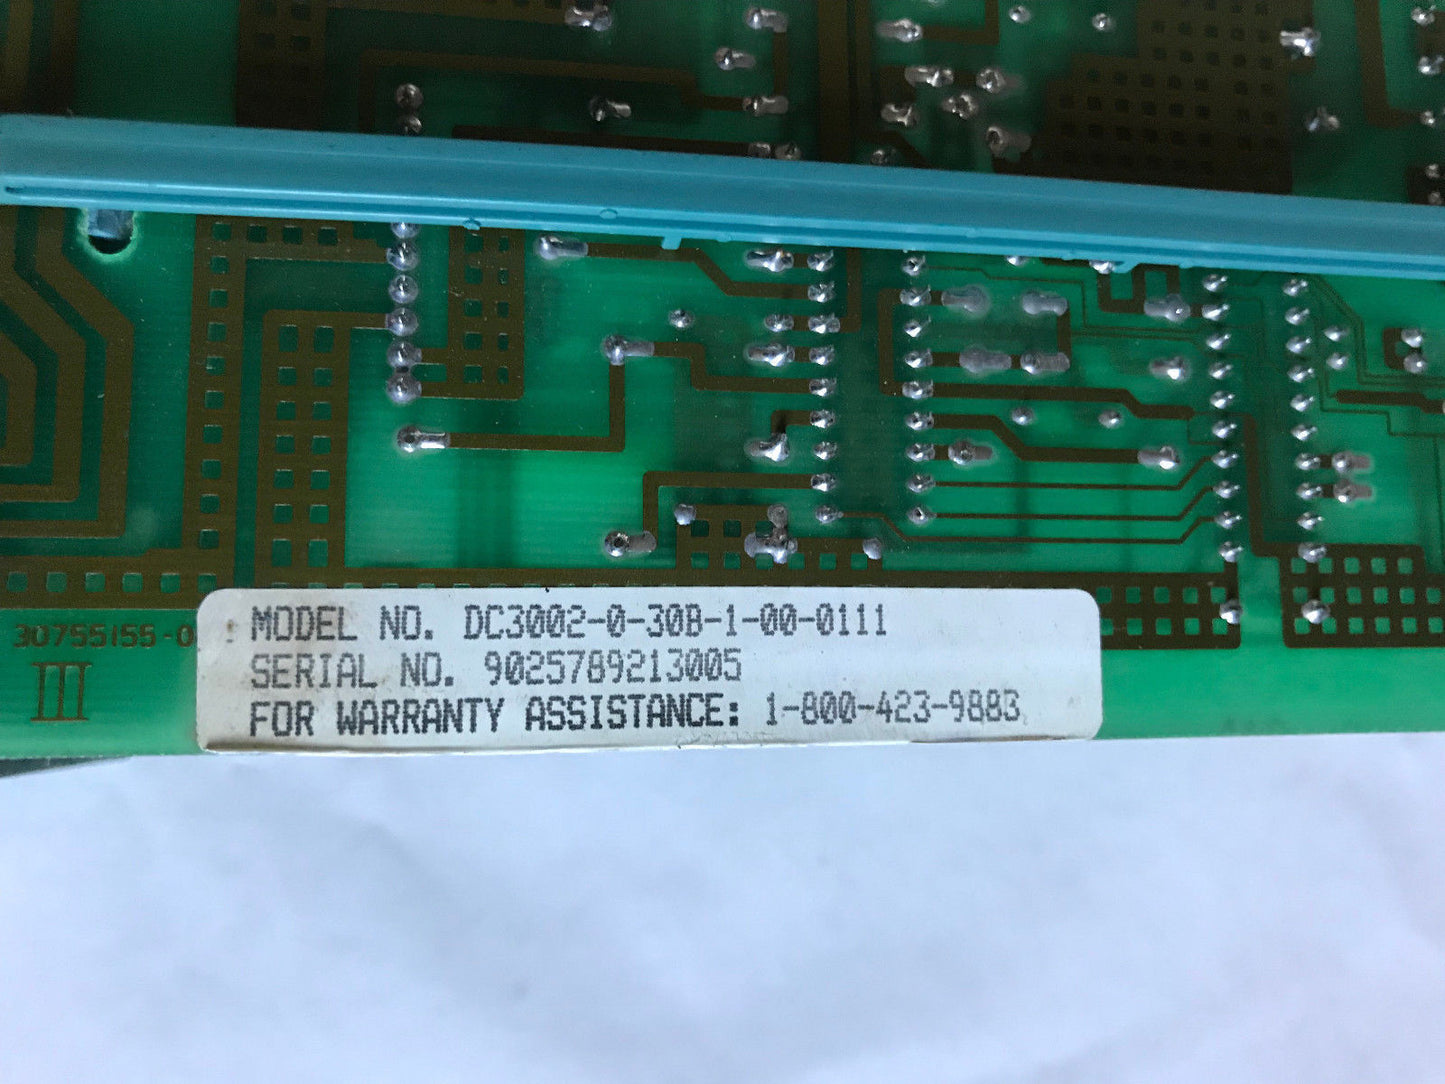 MODEL NO. DC3002-0-30B-1-00-0111
SERIAL NO. 9025789213005
FOR WARRANTY ASSISTANCE: 1-800-423-9883
30755155-0
III